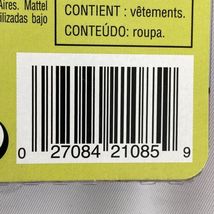 Aires. Mattel
ilizadas bajo
CONTIENT : vêtements.
CONTEÚDO: roupa.
0 27084 21085 9